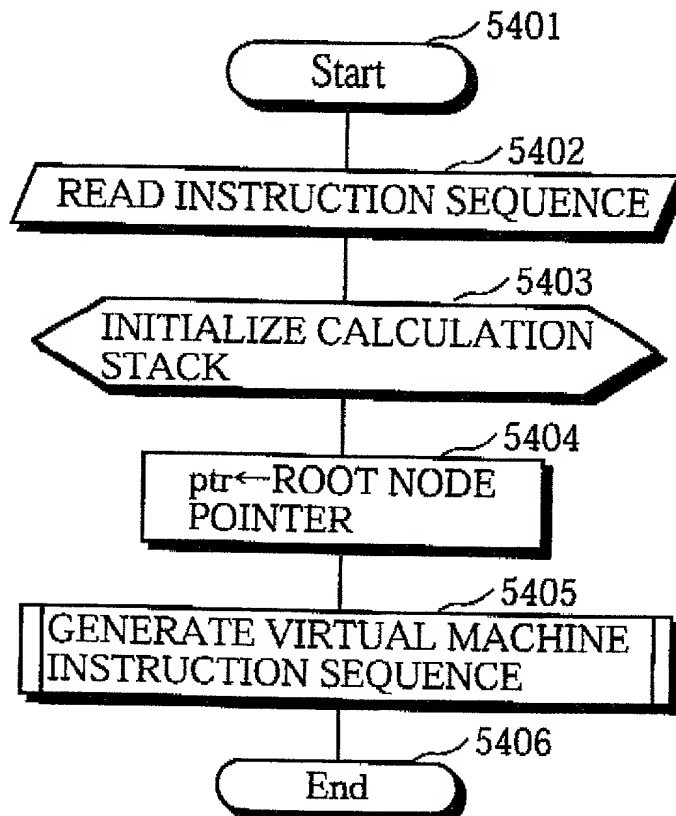 5401
Start
5402
READ INSTRUCTION SEQUENCE
5403
INITIALIZE CALCULATION
STACK
5404
ptr←ROOT NODE
POINTER
5405
GENERATE VIRTUAL MACHINE
INSTRUCTION SEQUENCE
5406
End